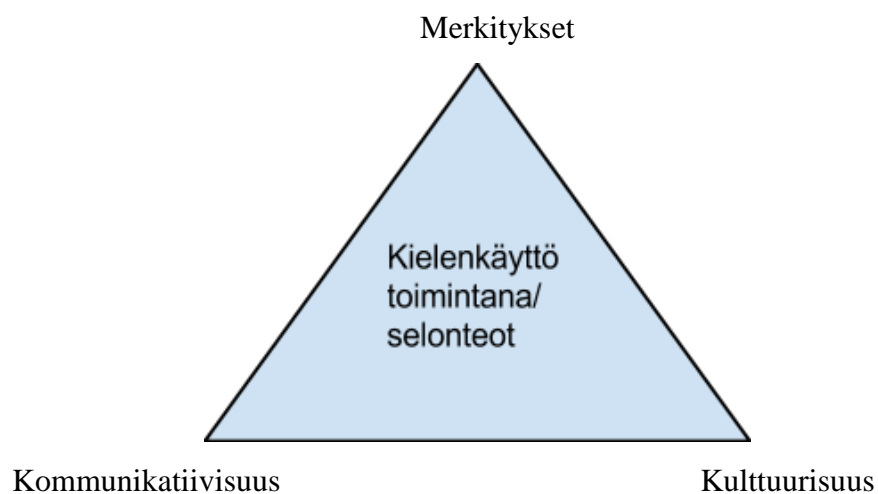 Merkitykset
Kielenkäyttö
toimintana/
selonteot
Kommunikatiivisuus
Kulttuurisuus